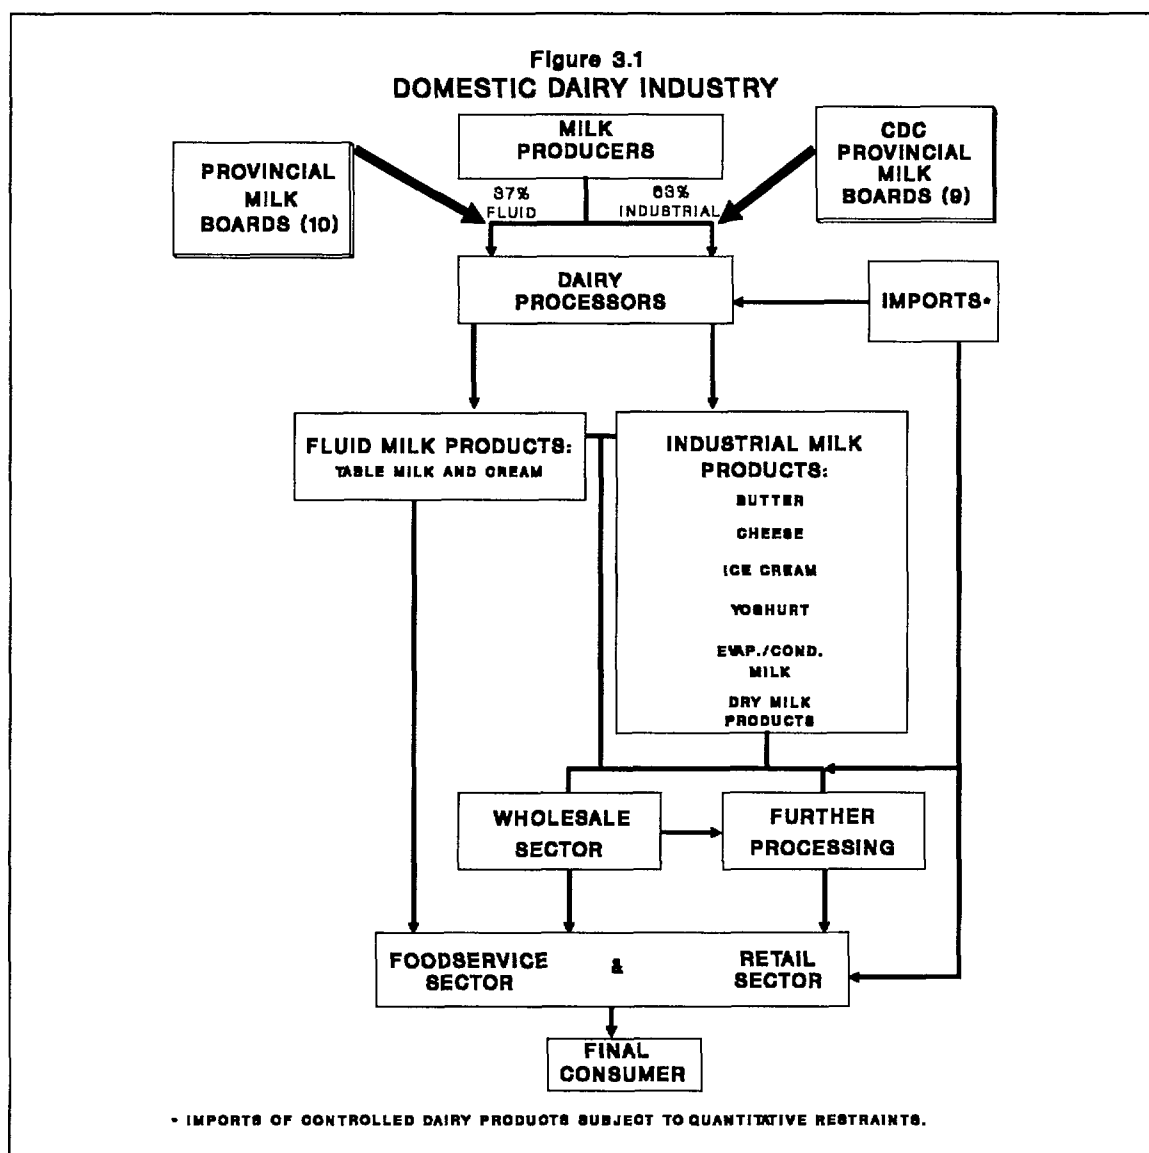 Figure 3.1
DOMESTIC DAIRY INDUSTRY
MILK
PRODUCERS
PROVINCIAL
MILK
BOARDS (10)
CDC
PROVINCIAL
MILK
BOARDS (9)
37%
FLUID
63%
INDUSTRIAL
DAIRY
PROCESSORS
IMPORTS*
FLUID MILK PRODUCTS:
TABLE MILK AND CREAM
INDUSTRIAL MILK
PRODUCTS:
BUTTER
CHEESE
ICE CREAM
YOGHURT
EVAP./COND.
MILK
DRY MILK
PRODUCTS
WHOLESALE
SECTOR
FURTHER
PROCESSING
FOODSERVICE
SECTOR
&
RETAIL
SECTOR
FINAL
CONSUMER
* IMPORTS OF CONTROLLED DAIRY PRODUCTS SUBJECT TO QUANTITATIVE RESTRAINTS.